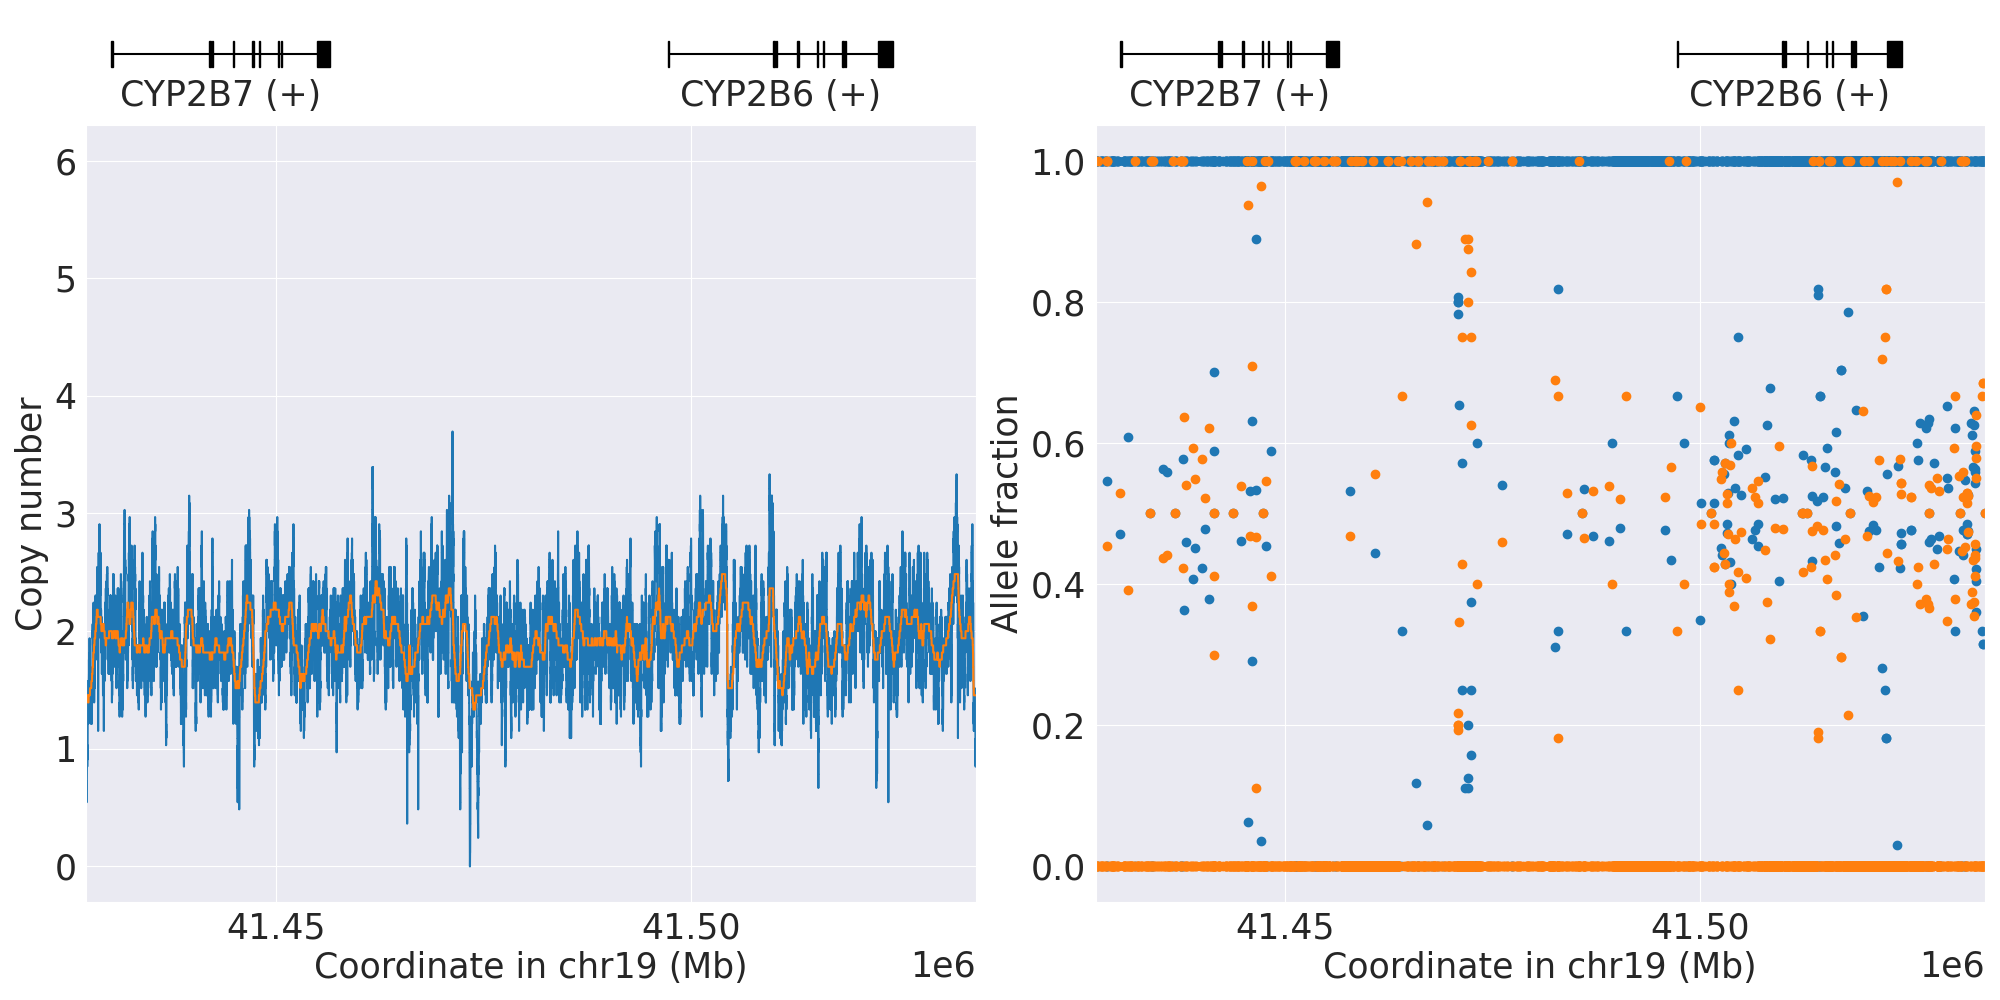 CYP2B7 (+)
CYP2B6 (+)
6
5
4
3
2
1
0
Copy number
41.45
41.50
Coordinate in chr19 (Mb)
1e6
CYP2B7 (+)
CYP2B6 (+)
1.0
0.8
0.6
0.4
0.2
0.0
Allele fraction
41.45
41.50
Coordinate in chr19 (Mb)
1e6